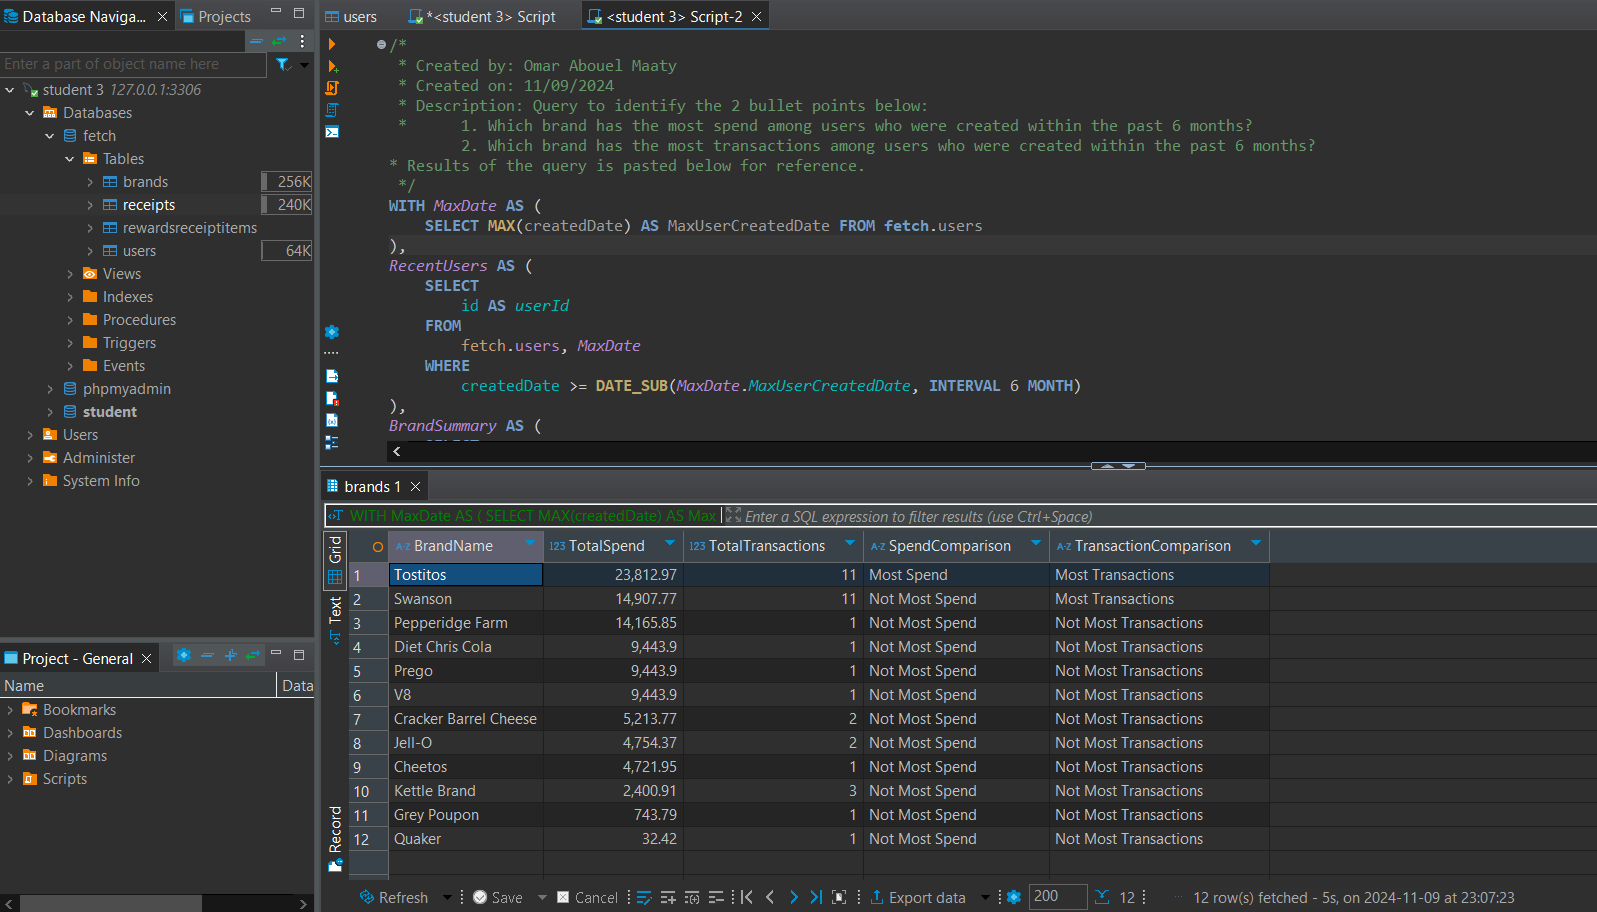 Database Naviga...
Projects
Enter a part of object name here
student 3 127.0.0.1:3306
Databases
fetch
Tables
brands 256K
receipts 240K
rewardsreceiptitems
users 64K
Views
Indexes
Procedures
Triggers
Events
phpmyadmin
student
Users
Administer
System Info
Project - General
Name Data
Bookmarks
Dashboards
Diagrams
Scripts
users
*<student 3> Script
<student 3> Script-2
/*
* Created by: Omar Abouel Maaty
* Created on: 11/09/2024
* Description: Query to identify the 2 bullet points below:
* 1. Which brand has the most spend among users who were created within the past 6 months?
2. Which brand has the most transactions among users who were created within the past 6 months?
* Results of the query is pasted below for reference.
*/
WITH MaxDate AS (
SELECT MAX(createdDate) AS MaxUserCreatedDate FROM fetch.users
),
RecentUsers AS (
SELECT
id AS userId
FROM
fetch.users, MaxDate
WHERE
createdDate >= DATE_SUB(MaxDate.MaxUserCreatedDate, INTERVAL 6 MONTH)
),
BrandSummary AS (
brands 1
WITH MaxDate AS ( SELECT MAX(createdDate) AS Max
Enter a SQL expression to filter results (use Ctrl+Space)
Grid
Text
Record
A-Z BrandName 123 TotalSpend 123 TotalTransactions A-Z SpendComparison A-Z TransactionComparison
1 Tostitos 23,812.97 11 Most Spend Most Transactions
2 Swanson 14,907.77 11 Not Most Spend Most Transactions
3 Pepperidge Farm 14,165.85 1 Not Most Spend Not Most Transactions
4 Diet Chris Cola 9,443.9 1 Not Most Spend Not Most Transactions
5 Prego 9,443.9 1 Not Most Spend Not Most Transactions
6 V8 9,443.9 1 Not Most Spend Not Most Transactions
7 Cracker Barrel Cheese 5,213.77 2 Not Most Spend Not Most Transactions
8 Jell-O 4,754.37 2 Not Most Spend Not Most Transactions
9 Cheetos 4,721.95 1 Not Most Spend Not Most Transactions
10 Kettle Brand 2,400.91 3 Not Most Spend Not Most Transactions
11 Grey Poupon 743.79 1 Not Most Spend Not Most Transactions
12 Quaker 32.42 1 Not Most Spend Not Most Transactions
Refresh Save Cancel Export data 200 12 12 row(s) fetched - 5s, on 2024-11-09 at 23:07:23